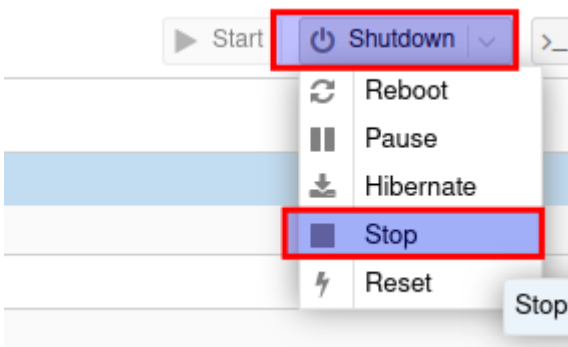 Start Shutdown >_
Reboot
Pause
Hibernate
Stop
Reset
Stop